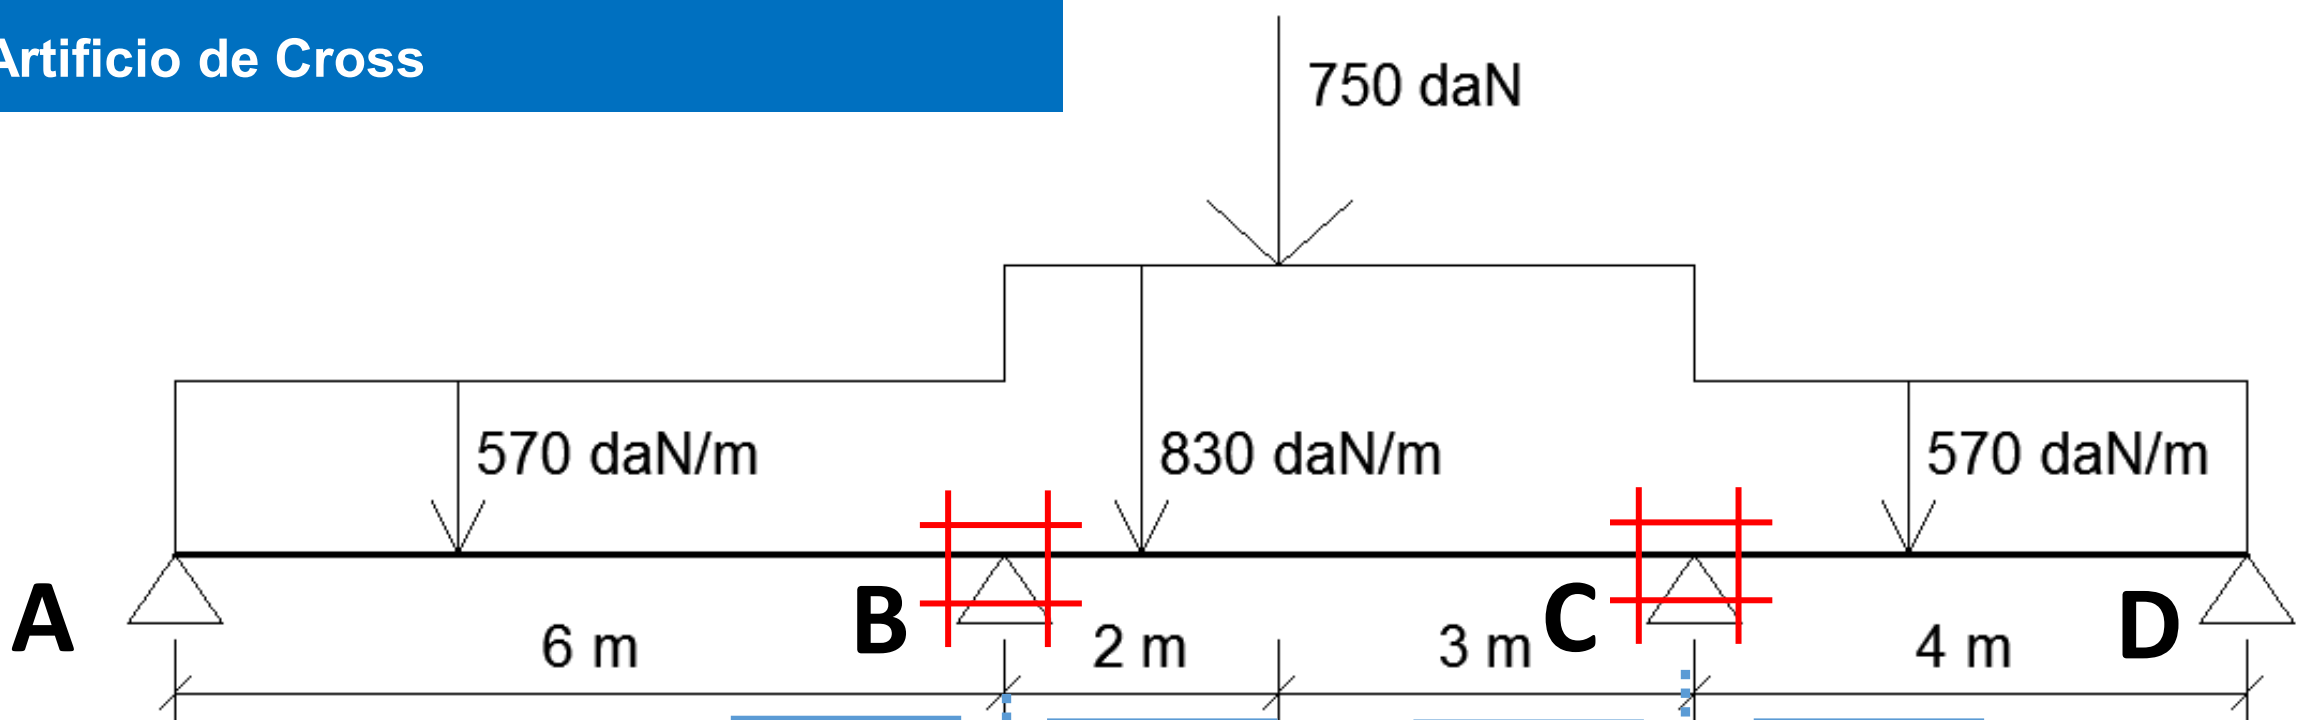 Artificio de Cross
750 daN
570 daN/m
830 daN/m
570 daN/m
A
B
C
D
6 m
2 m
3 m
4 m